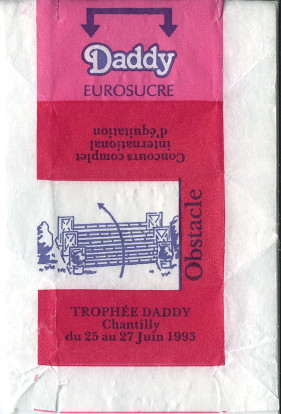 Daddy
EUROSUCRE
Concours complet
international
d'équitation
Obstacle
TROPHÉE DADDY
Chantilly
du 25 au 27 Juin 1993